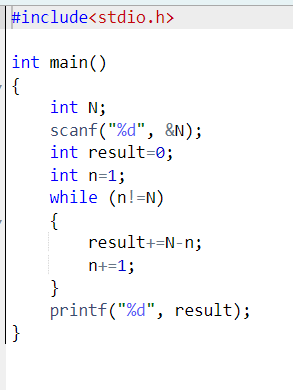 #include<stdio.h>
int main()
{
int N;
scanf("%d", &N);
int result=0;
int n=1;
while (n!=N)
{
result+=N-n;
n+=1;
}
printf("%d", result);
}